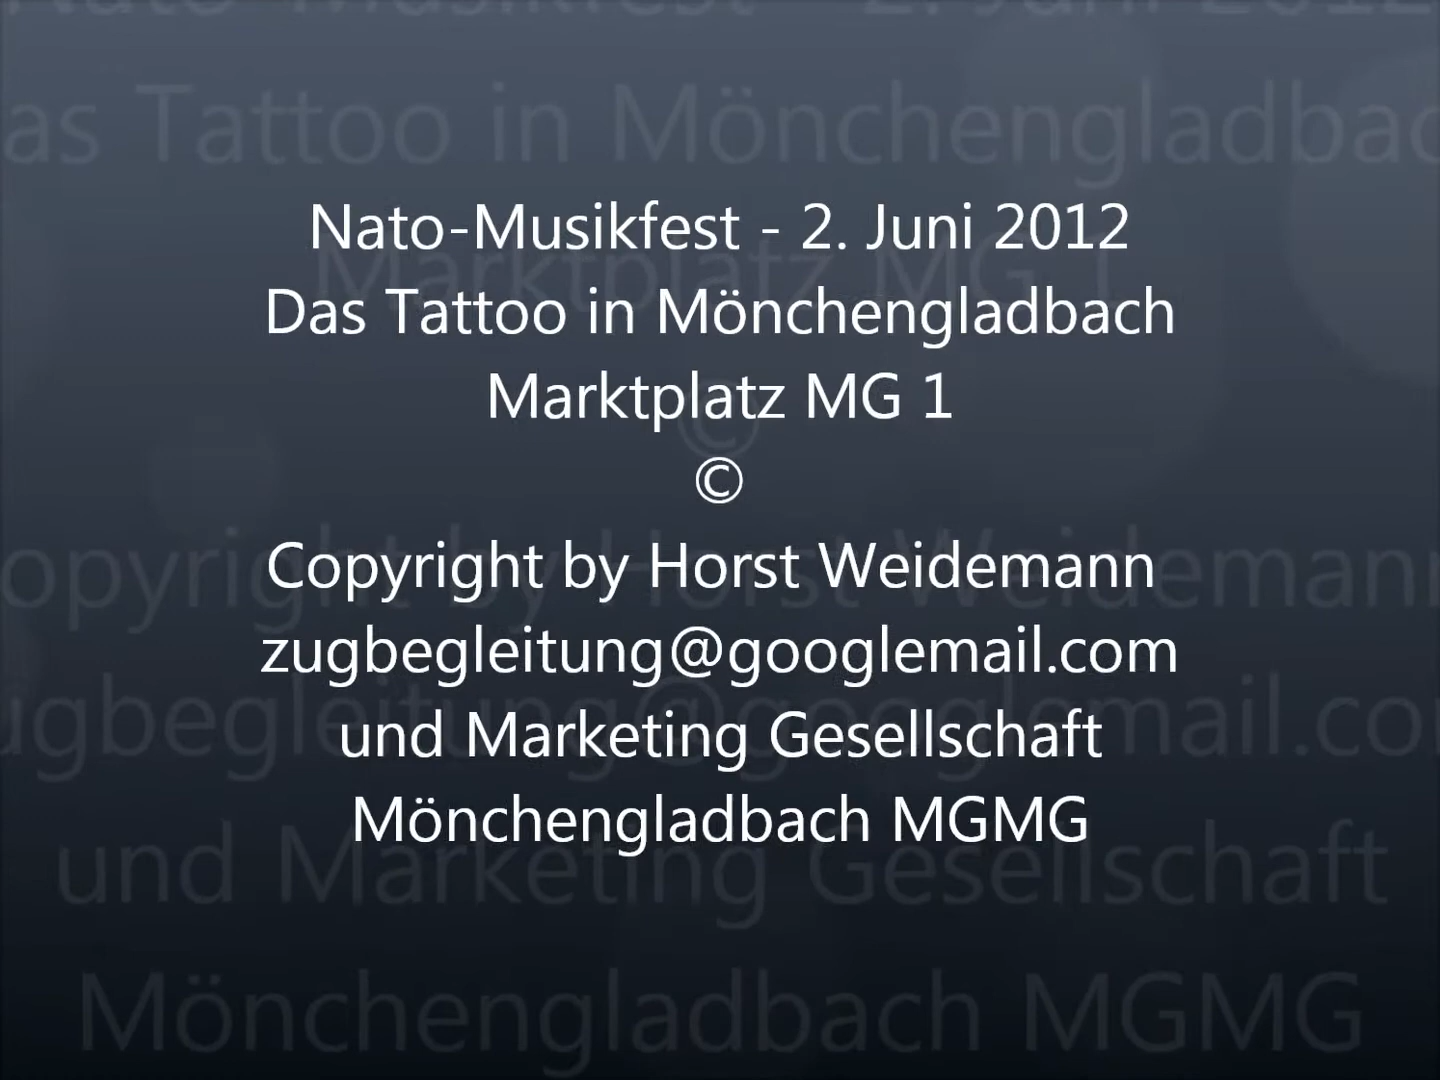 Nato-Musikfest - 2. Juni 2012
Das Tattoo in Mönchengladbach
Marktplatz MG 1
©
Copyright by Horst Weidemann
zugbegleitung@googlemail.com
und Marketing Gesellschaft
Mönchengladbach MGMG